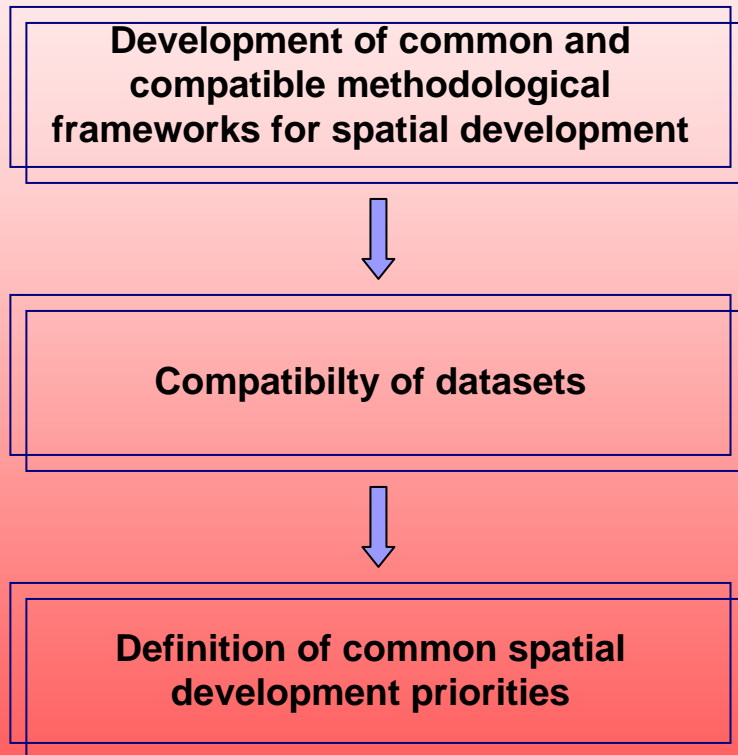 Development of common and
compatible methodological
frameworks for spatial development
Compatibilty of datasets
Definition of common spatial
development priorities